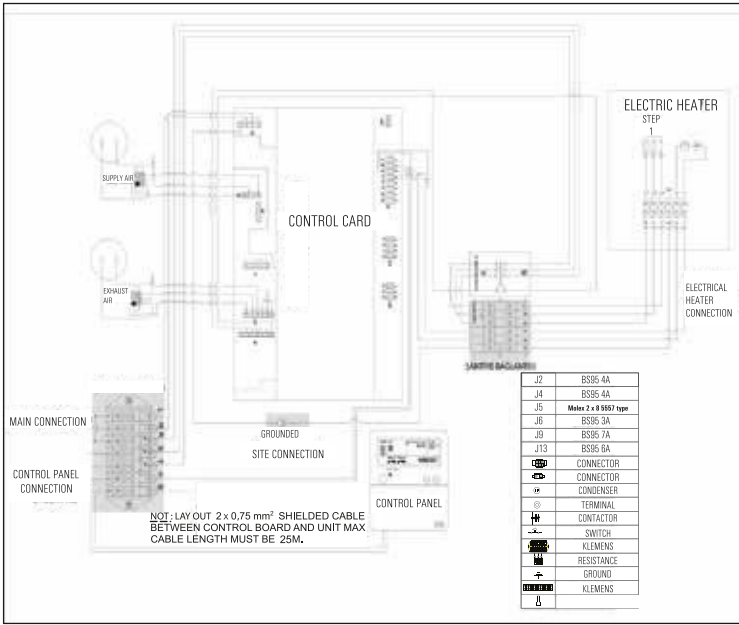 ELECTRIC HEATER
STEP
1
SUPPLY AIR
CONTROL CARD
EXHAUST
AIR
ELECTRICAL
HEATER
CONNECTION
MAIN CONNECTION
GROUNDED
SITE CONNECTION
CONTROL PANEL
CONNECTION
CONTROL PANEL
NOT: LAY OUT 2 x 0,75 mm² SHIELDED CABLE
BETWEEN CONTROL BOARD AND UNIT MAX
CABLE LENGTH MUST BE 25M.
J2 BS95 4A
J4 BS95 4A
J5 Molex 2 x 8 5557 type
J6 BS95 3A
J9 BS95 7A
J13 BS95 6A
CONNECTOR
CONNECTOR
CONDENSER
TERMINAL
CONTACTOR
SWITCH
KLEMENS
RESISTANCE
GROUND
KLEMENS